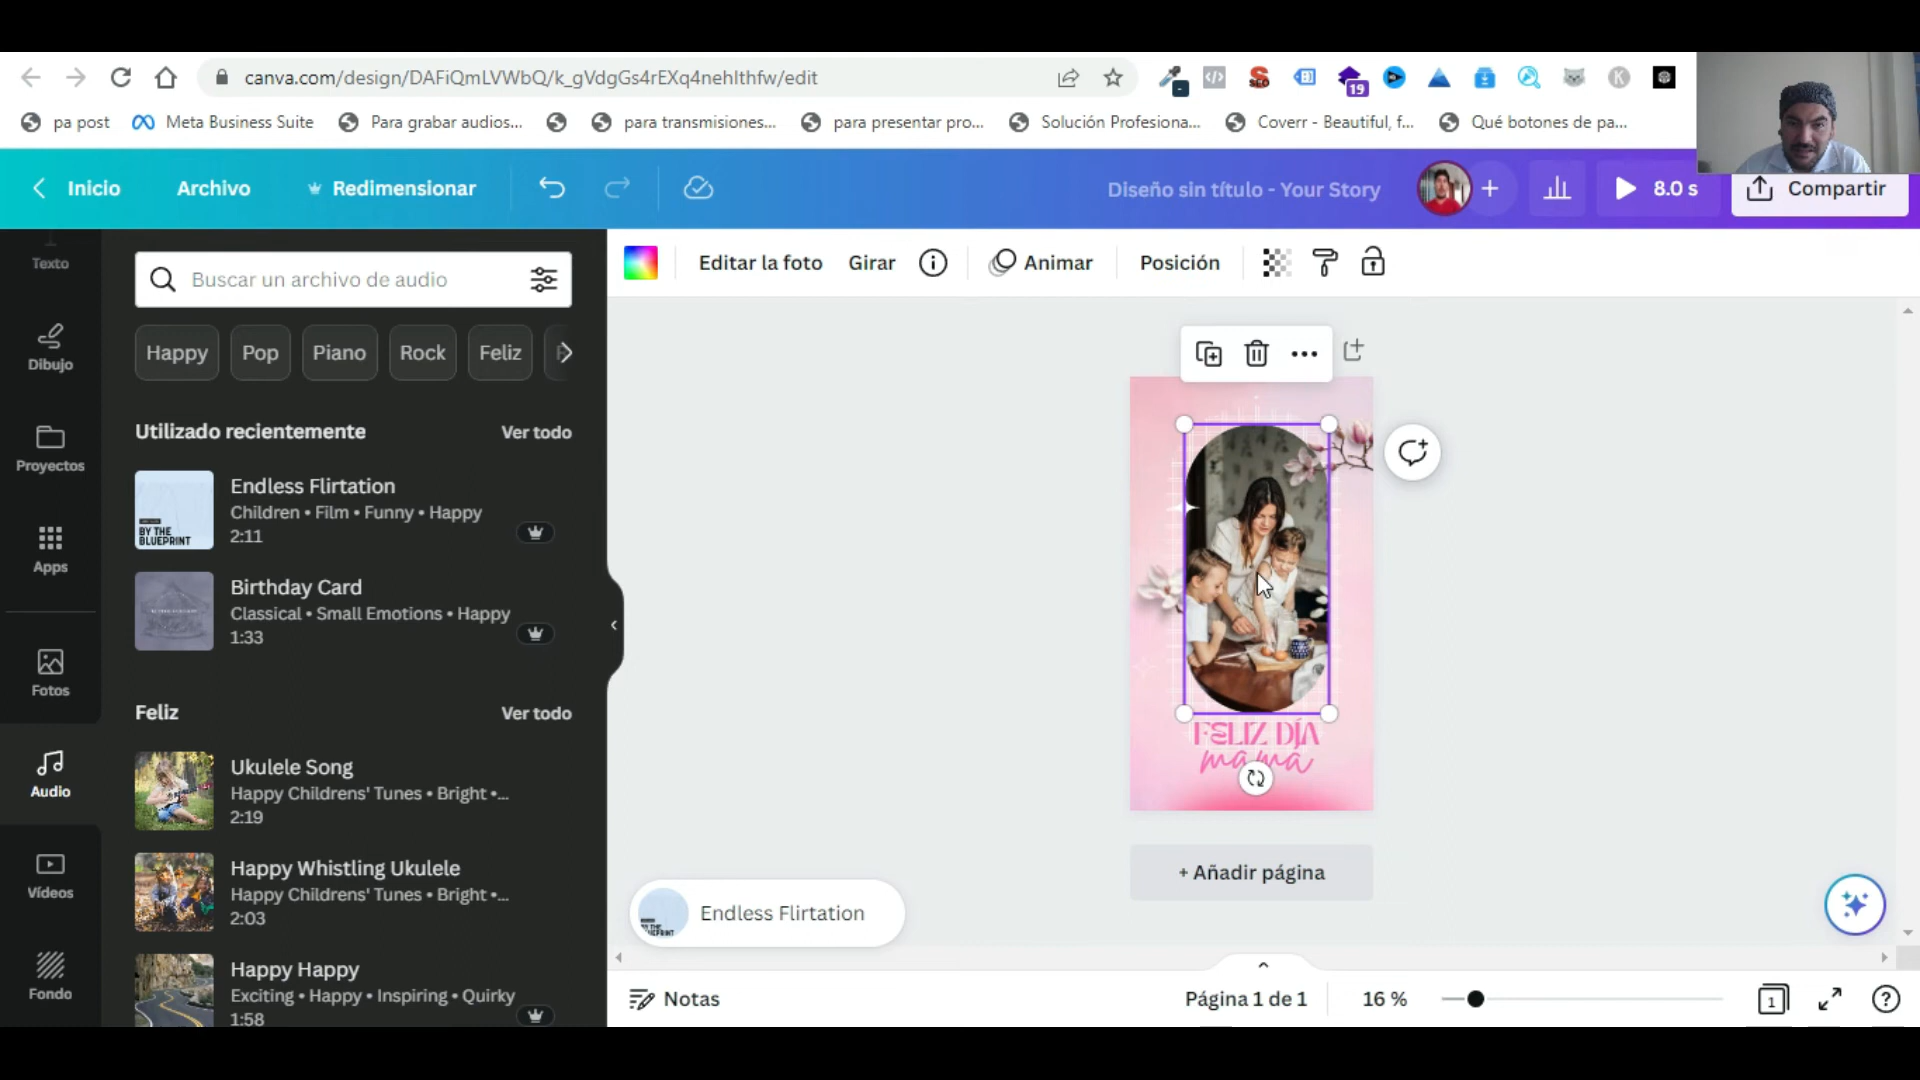 canva.com/design/DAFiQmLVWbQ/k_gVdgGs4rEXq4nehIthfw/edit
19
pa post
Meta Business Suite
Para grabar audios...
para transmisiones...
para presentar pro...
Solución Profesiona...
Coverr - Beautiful, f...
Qué botones de pa...
Inicio
Archivo
Redimensionar
Diseño sin título - Your Story
8.0 s
Compartir
Texto
Dibujo
Proyectos
Apps
Fotos
Audio
Vídeos
Fondo
Buscar un archivo de audio
Happy
Pop
Piano
Rock
Feliz
Utilizado recientemente
Ver todo
BY THE
BLUEPRINT
Endless Flirtation
Children • Film • Funny • Happy
2:11
Birthday Card
Classical • Small Emotions • Happy
1:33
Feliz
Ver todo
Ukulele Song
Happy Childrens' Tunes • Bright •...
2:19
Happy Whistling Ukulele
Happy Childrens' Tunes • Bright •...
2:03
Happy Happy
Exciting • Happy • Inspiring • Quirky
1:58
Editar la foto
Girar
Animar
Posición
FELIZ DÍA
mamá
+ Añadir página
Endless Flirtation
Notas
Página 1 de 1
16 %
1